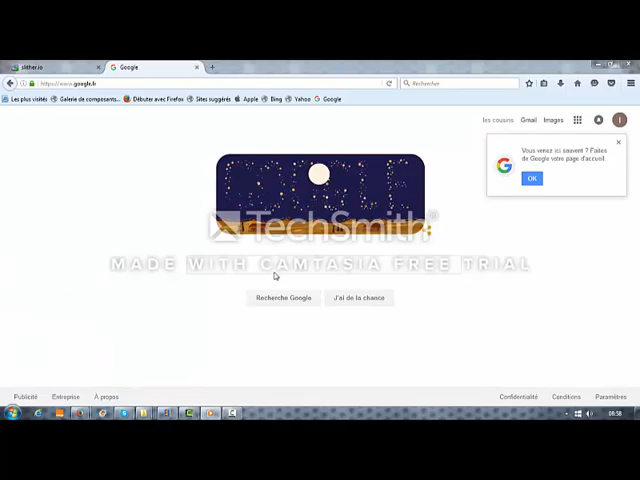 slither.io
Google
https://www.google.fr
Rechercher
Les plus visités Galerie de composants... Débuter avec Firefox Sites suggérés Apple Bing Yahoo Google
les cousins Gmail Images
Vous venez ici souvent ? Faites
de Google votre page d'accueil
OK
TechSmith
MADE WITH CAMTASIA FREE TRIAL
Recherche Google J'ai de la chance
Publicité Entreprise À propos Confidentialité Conditions Paramètres
08:58